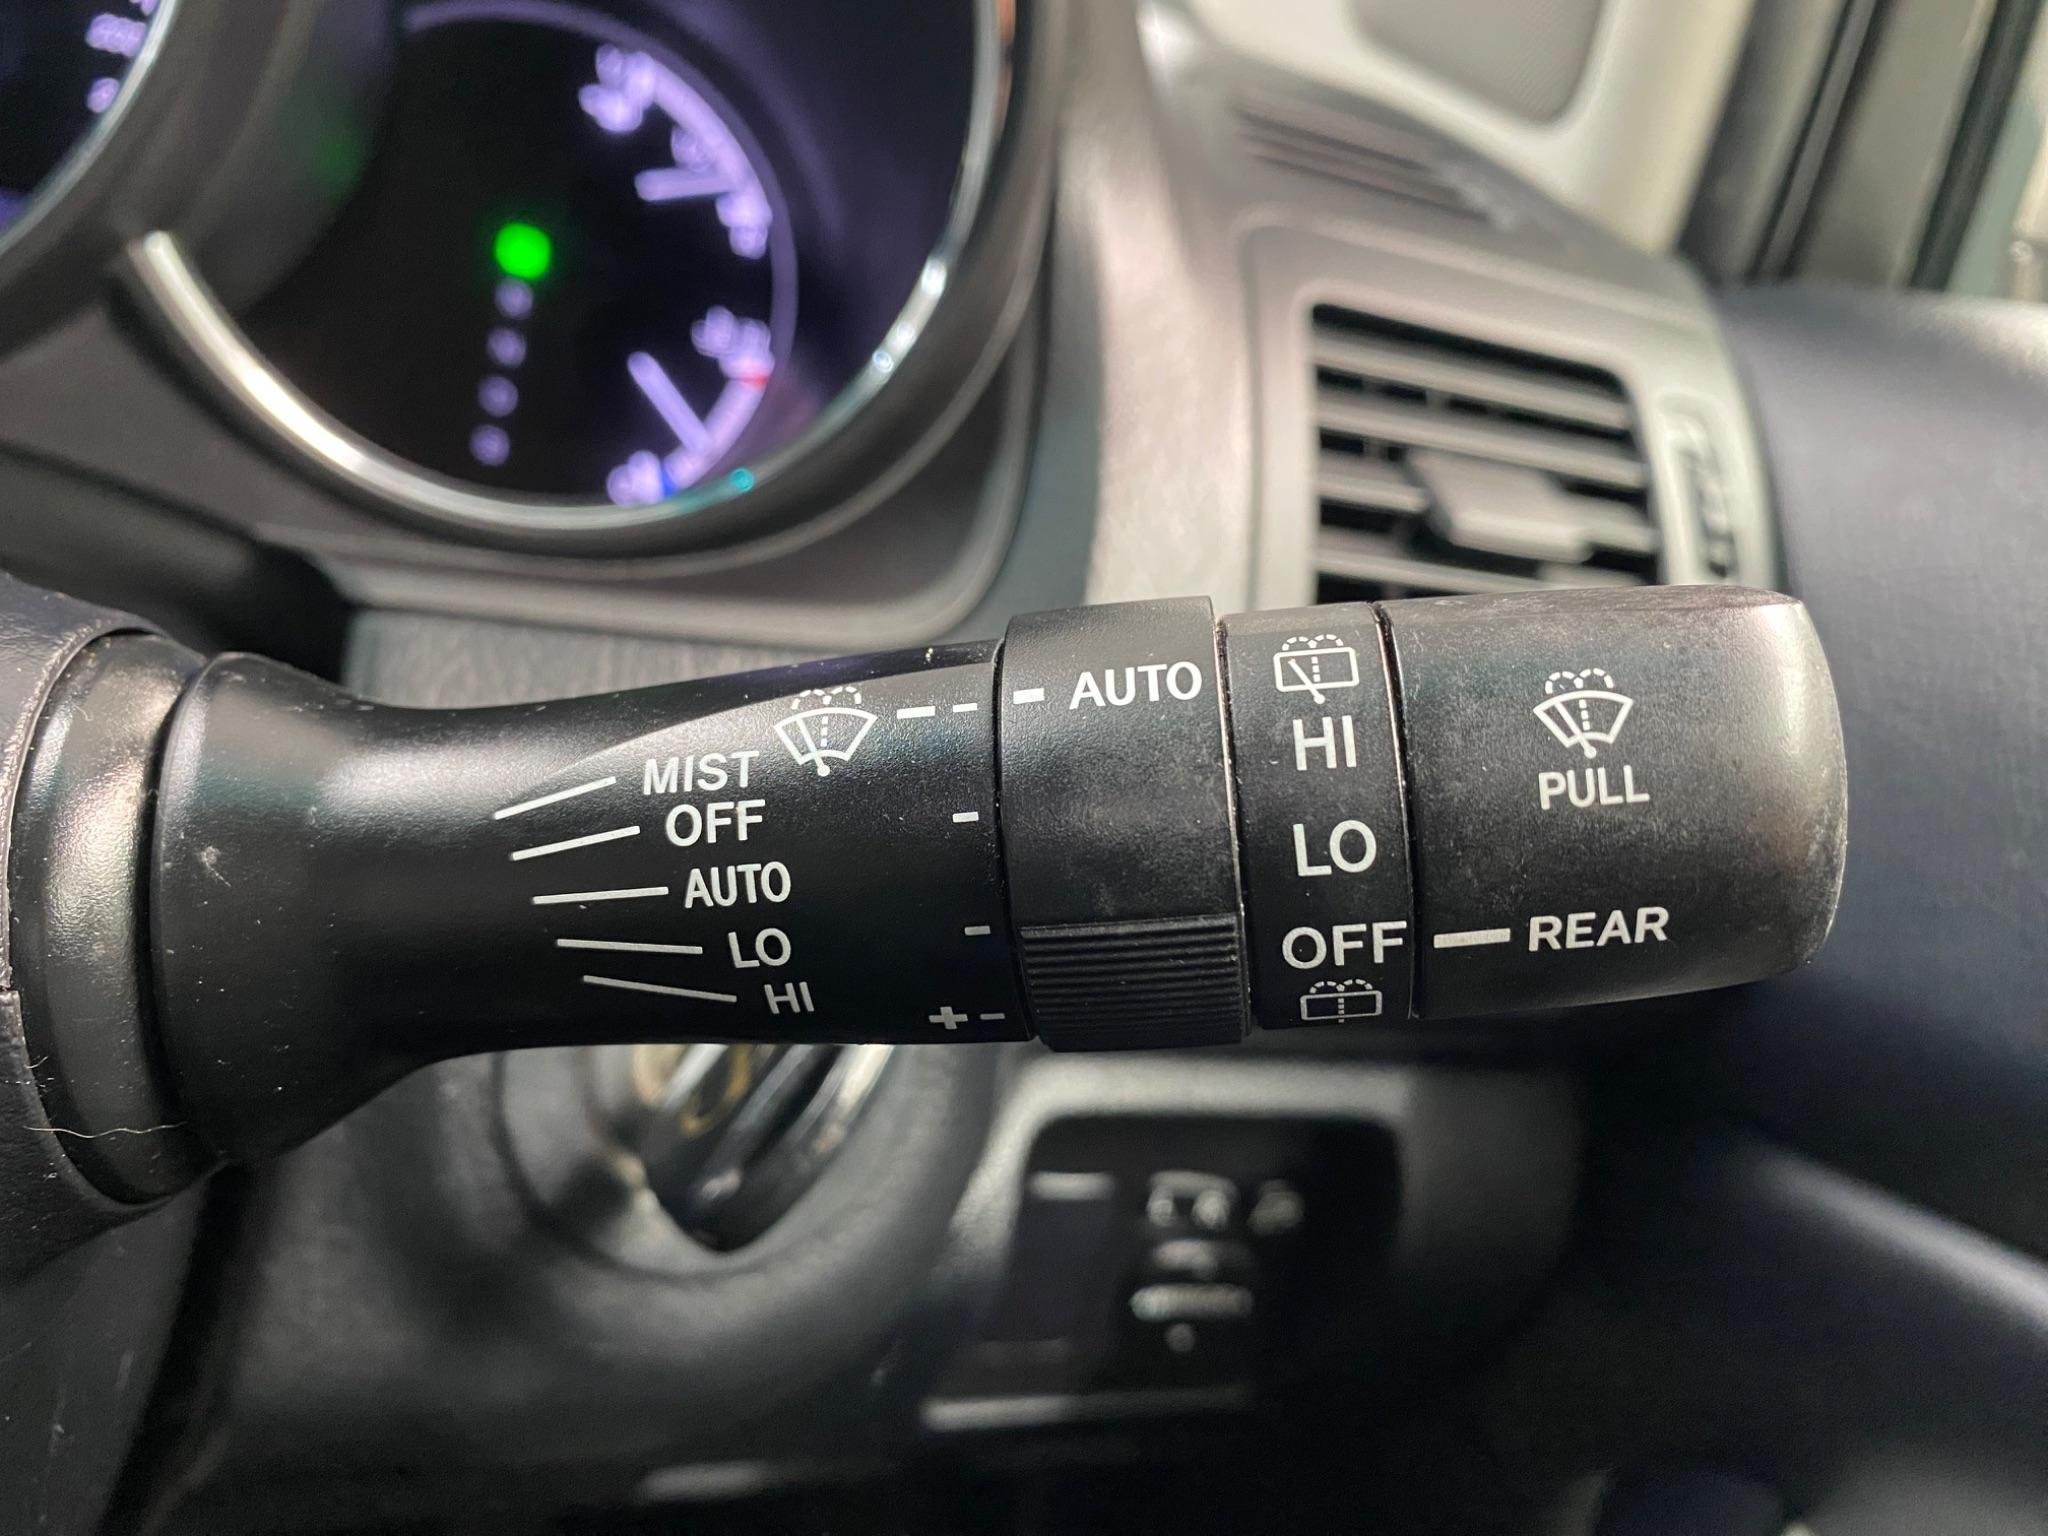 AUTO
MIST
OFF
AUTO
LO
HI
+ -
HI
LO
OFF
PULL
REAR